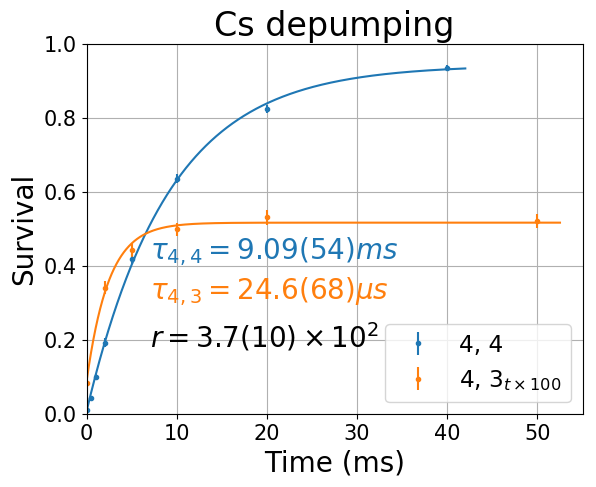 Cs depumping
Survival
1.0
0.8
0.6
0.4
0.2
0.0
τ4,4 = 9.09(54)ms
τ4,3 = 24.6(68)μs
r = 3.7(10) × 10²
4, 4
4, 3t×100
0 10 20 30 40 50
Time (ms)